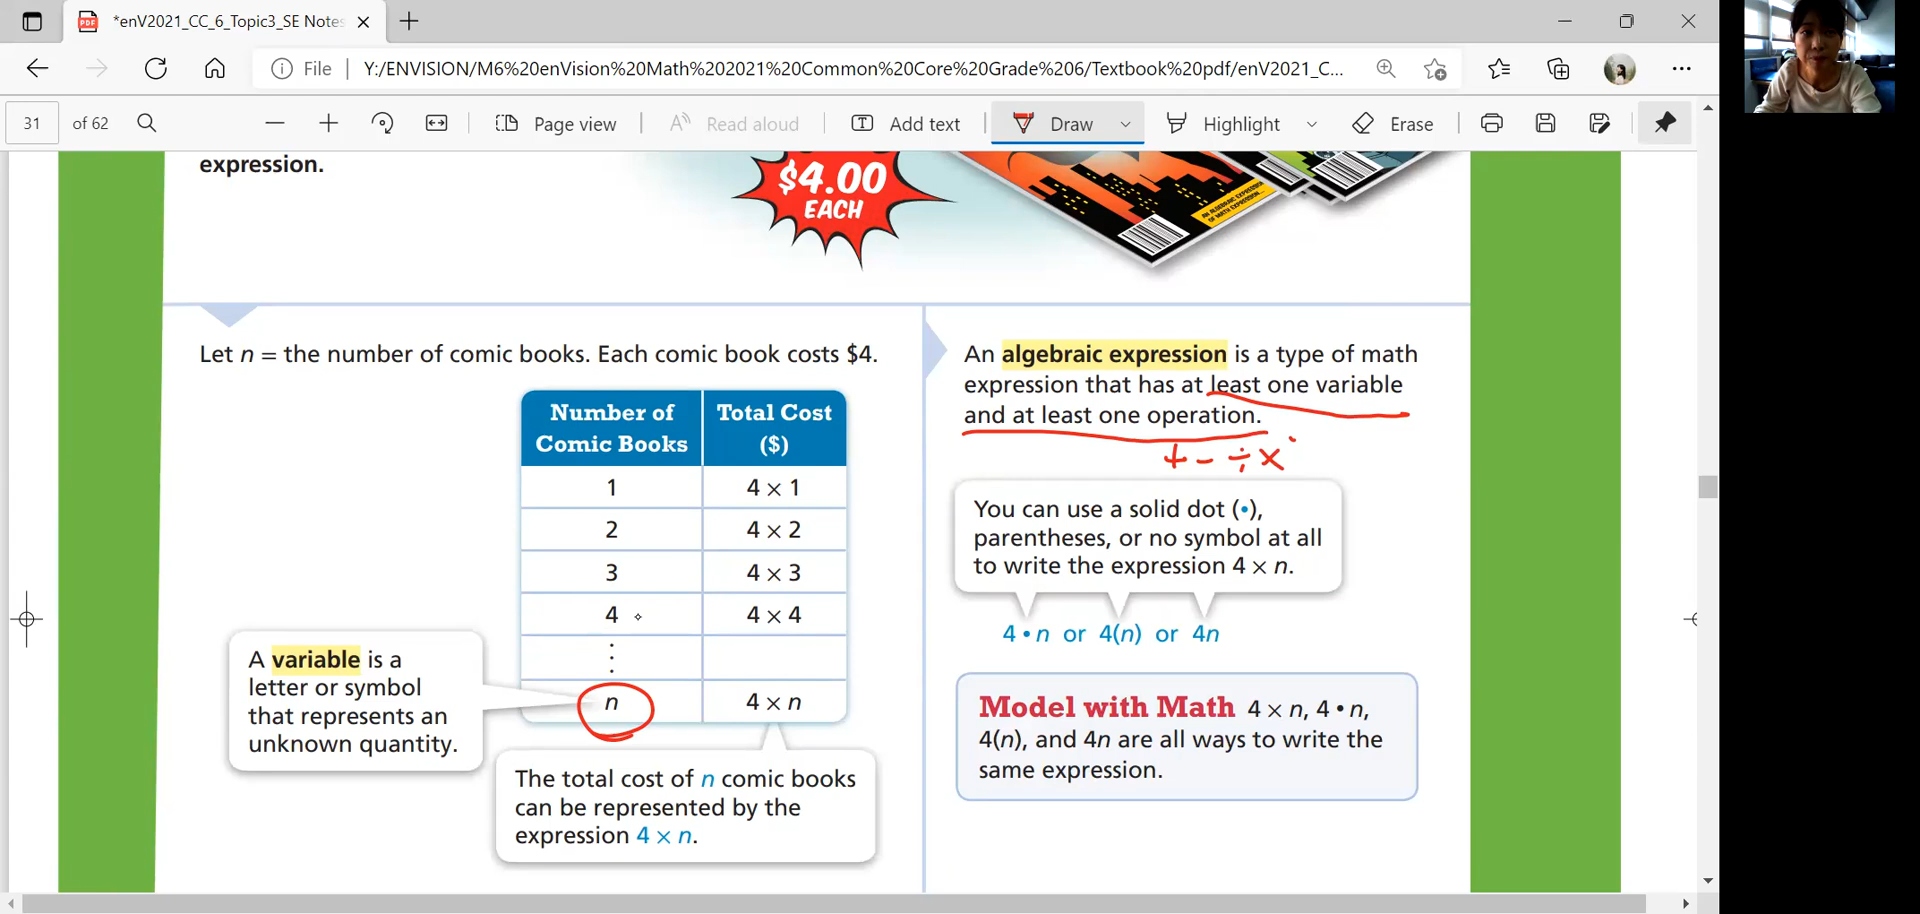 *enV2021_CC_6_Topic3_SE Notes
File
Y:/ENVISION/M6%20enVision%20Math%202021%20Common%20Core%20Grade%206/Textbook%20pdf/enV2021_C...
31 of 62
Page view
Read aloud
Add text
Draw
Highlight
Erase
expression.
$4.00
EACH
AN ALGEBRAIC EXPRESSION
OF MATH EXPRESSION...
Let n = the number of comic books. Each comic book costs $4.
Number of
Comic Books
Total Cost
($)
1 4 × 1
2 4 × 2
3 4 × 3
4 4 × 4
⋮
n 4 × n
A variable is a
letter or symbol
that represents an
unknown quantity.
The total cost of n comic books
can be represented by the
expression 4 × n.
An algebraic expression is a type of math
expression that has at least one variable
and at least one operation.
+ - ÷ ×
You can use a solid dot (•),
parentheses, or no symbol at all
to write the expression 4 × n.
4 • n or 4(n) or 4n
Model with Math 4 × n, 4 • n,
4(n), and 4n are all ways to write the
same expression.